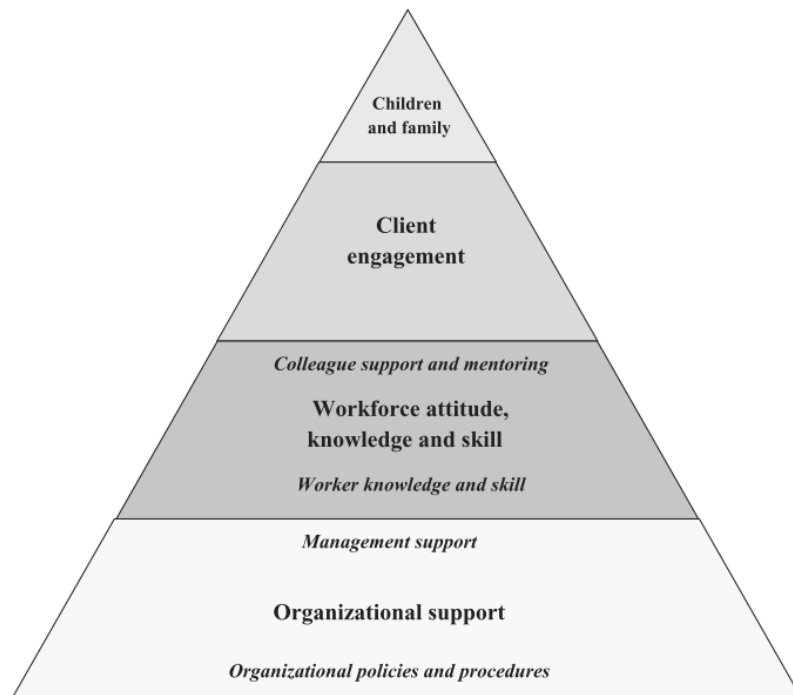 Children
and family
Client
engagement
Colleague support and mentoring
Workforce attitude,
knowledge and skill
Worker knowledge and skill
Management support
Organizational support
Organizational policies and procedures